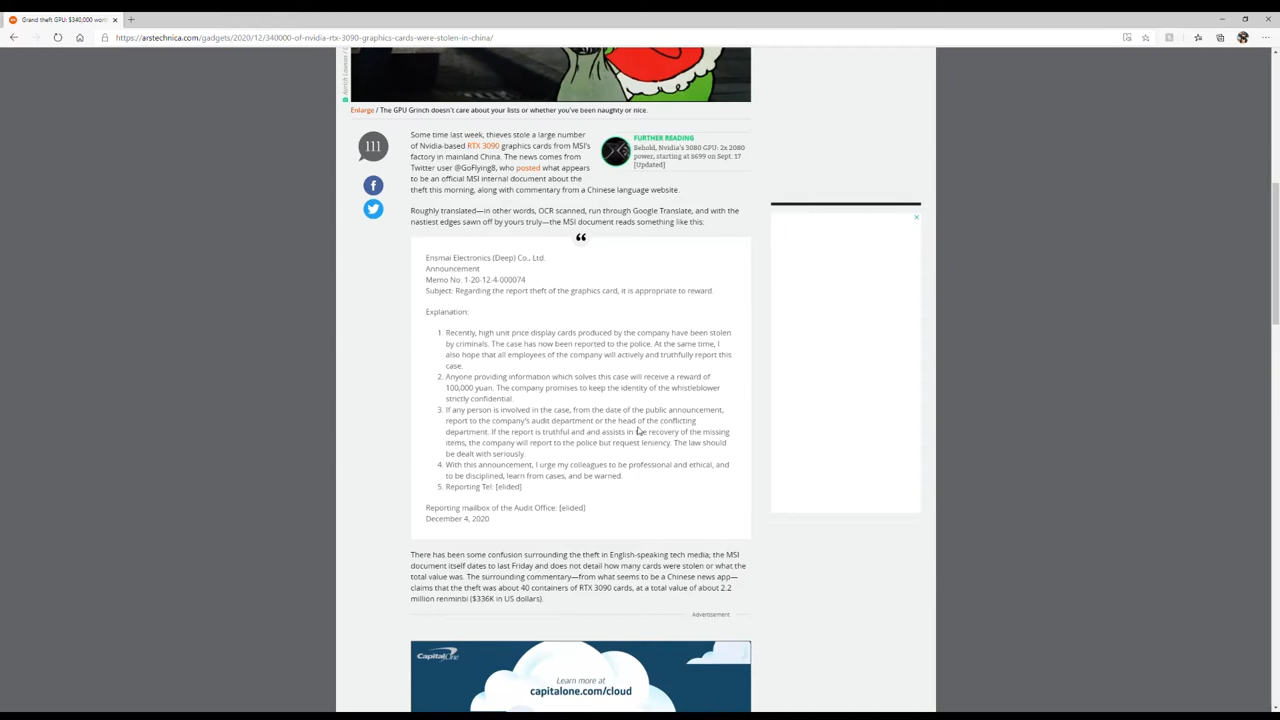 Grand theft GPU: $340,000 wort
https://arstechnica.com/gadgets/2020/12/340000-of-nvidia-rtx-3090-graphics-cards-were-stolen-in-china/
Enlarge / The GPU Grinch doesn't care about your lists or whether you've been naughty or nice.
111
Some time last week, thieves stole a large number
of Nvidia-based RTX 3090 graphics cards from MSI's
factory in mainland China. The news comes from
Twitter user @GoFlying8, who posted what appears
to be an official MSI internal document about the
theft this morning, along with commentary from a Chinese language website.
FURTHER READING
Behold, Nvidia's 3080 GPU: 2x 2080
power, starting at $699 on Sept. 17
[Updated]
Roughly translated—in other words, OCR scanned, run through Google Translate, and with the
nastiest edges sawn off by yours truly—the MSI document reads something like this:
Ensmai Electronics (Deep) Co., Ltd.
Announcement
Memo No. 1-20-12-4-000074
Subject: Regarding the report theft of the graphics card, it is appropriate to reward.
Explanation:
1. Recently, high unit price display cards produced by the company have been stolen
by criminals. The case has now been reported to the police. At the same time, I
also hope that all employees of the company will actively and truthfully report this
case.
2. Anyone providing information which solves this case will receive a reward of
100,000 yuan. The company promises to keep the identity of the whistleblower
strictly confidential.
3. If any person is involved in the case, from the date of the public announcement,
report to the company's audit department or the head of the conflicting
department. If the report is truthful and and assists in the recovery of the missing
items, the company will report to the police but request leniency. The law should
be dealt with seriously.
4. With this announcement, I urge my colleagues to be professional and ethical, and
to be disciplined, learn from cases, and be warned.
5. Reporting Tel: [elided]
Reporting mailbox of the Audit Office: [elided]
December 4, 2020
There has been some confusion surrounding the theft in English-speaking tech media; the MSI
document itself dates to last Friday and does not detail how many cards were stolen or what the
total value was. The surrounding commentary—from what seems to be a Chinese news app—
claims that the theft was about 40 containers of RTX 3090 cards, at a total value of about 2.2
million renminbi ($336K in US dollars).
Advertisement
Capital One
Learn more at
capitalone.com/cloud